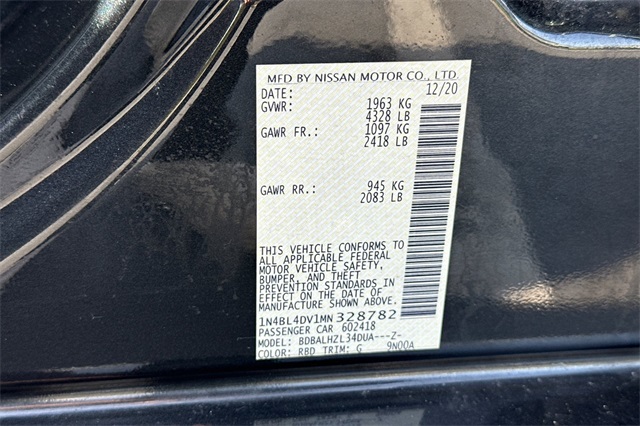 MFD BY NISSAN MOTOR CO., LTD.
DATE: 12/20
GVWR: 1963 KG
4328 LB
GAWR FR.: 1097 KG
2418 LB
GAWR RR.: 945 KG
2083 LB
THIS VEHICLE CONFORMS TO
ALL APPLICABLE FEDERAL
MOTOR VEHICLE SAFETY,
BUMPER, AND THEFT
PREVENTION STANDARDS
IN EFFECT ON THE DATE OF
MANUFACTURE SHOWN ABOVE.
1N4BL4DV1MN328782
PASSENGER CAR 602418
MODEL: BDBALHZL34DUA---Z-
COLOR: RBD TRIM: G 9N00A